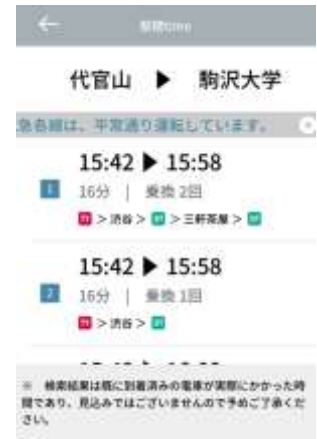 代官山 ▶ 駒沢大学
急各線は、平常通り運転しています。
15:42 ▶ 15:58
1
16分 | 乗換 2回
> 渋谷 > > 三軒茶屋 >
15:42 ▶ 15:58
2
16分 | 乗換 1回
> 渋谷 >
※ 検索結果は既に到着済みの電車が実際にかかった時
間であり、見込みではございませんので予めご了承くだ
さい。